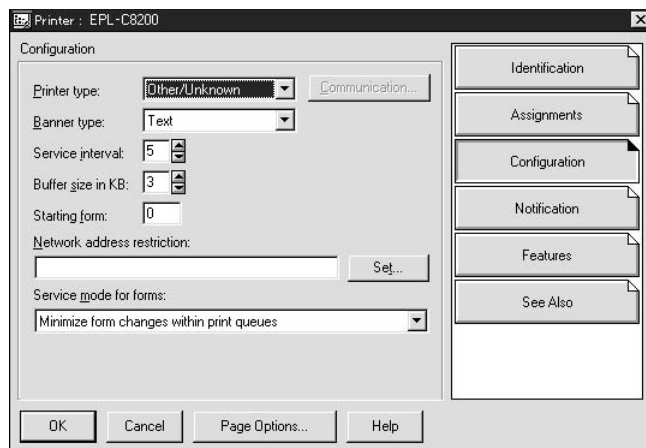 Printer : EPL-C8200
Configuration
Printer type: Other/Unknown Communication...
Banner type: Text
Service interval: 5
Buffer size in KB: 3
Starting form: 0
Network address restriction:
Set...
Service mode for forms:
Minimize form changes within print queues
OK Cancel Page Options... Help
Identification
Assignments
Configuration
Notification
Features
See Also